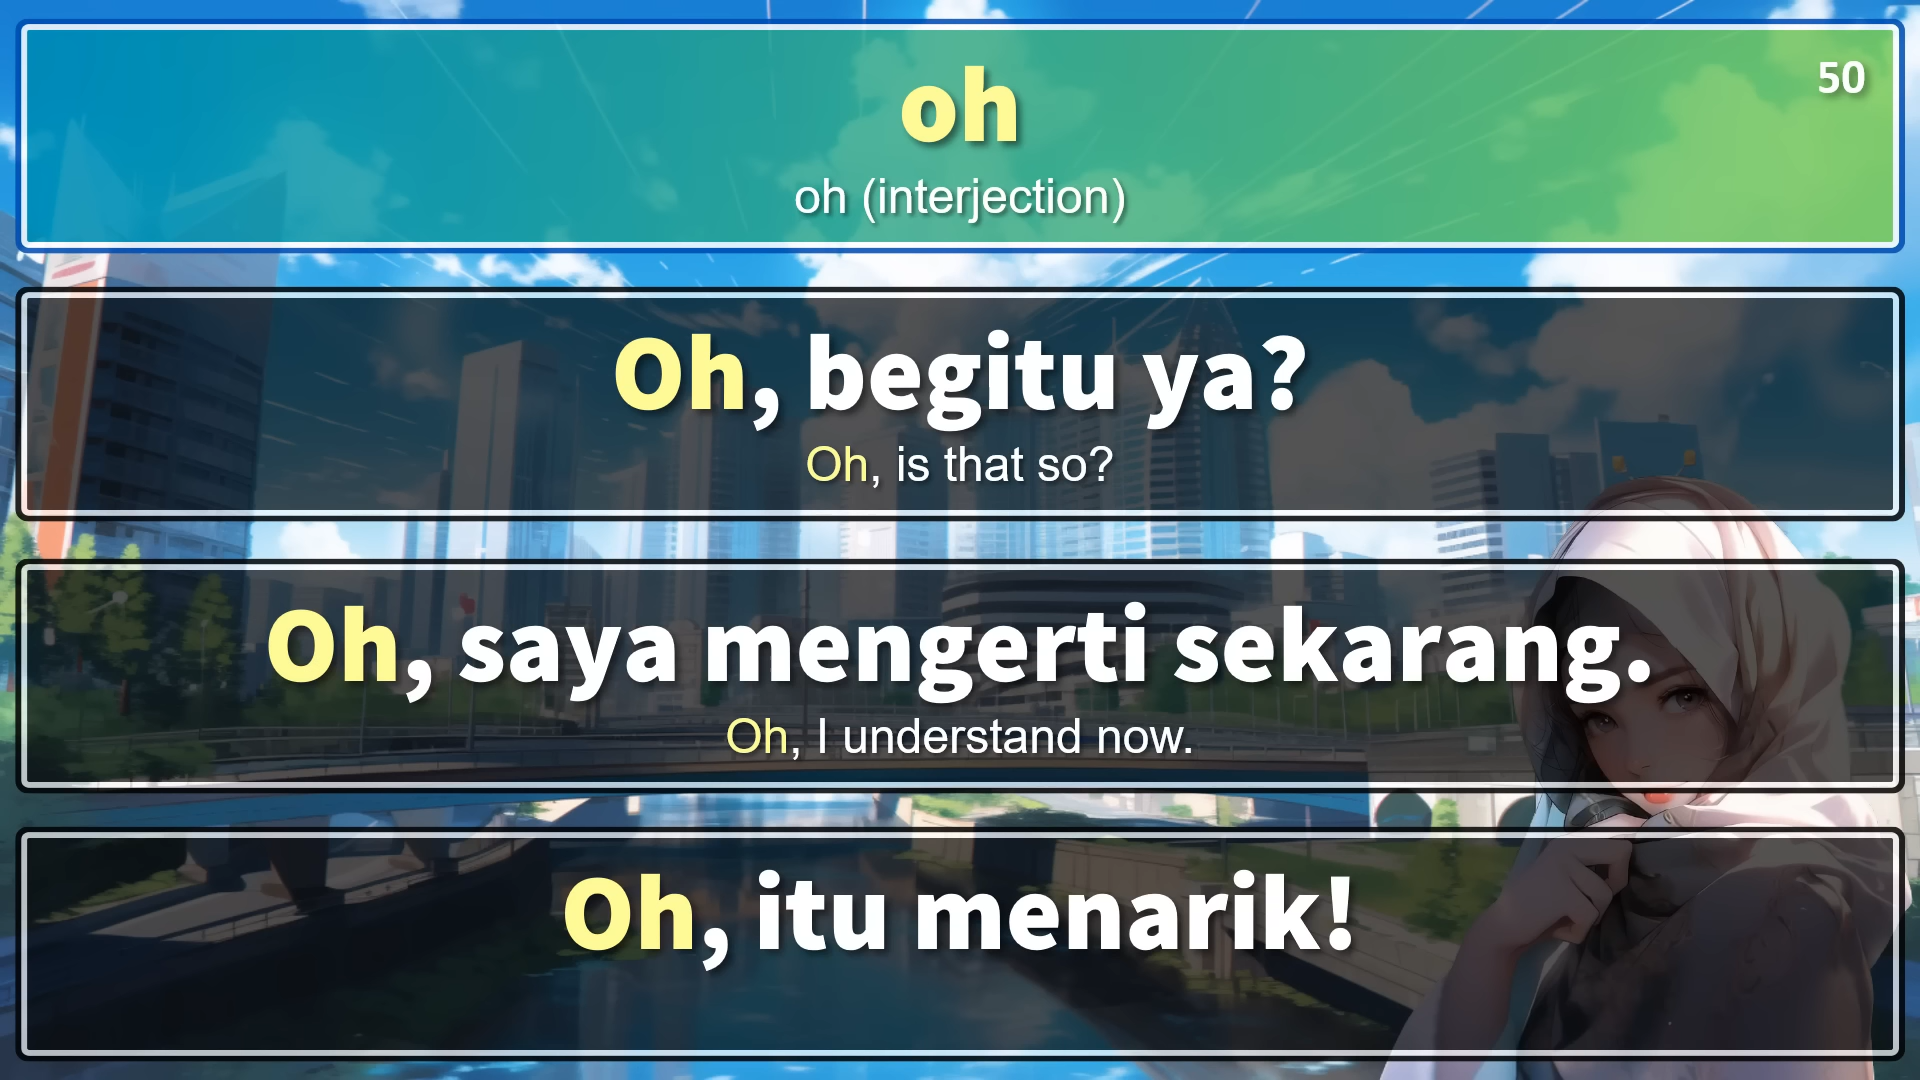 oh
50
oh (interjection)
Oh, begitu ya?
Oh, is that so?
Oh, saya mengerti sekarang.
Oh, I understand now.
Oh, itu menarik!